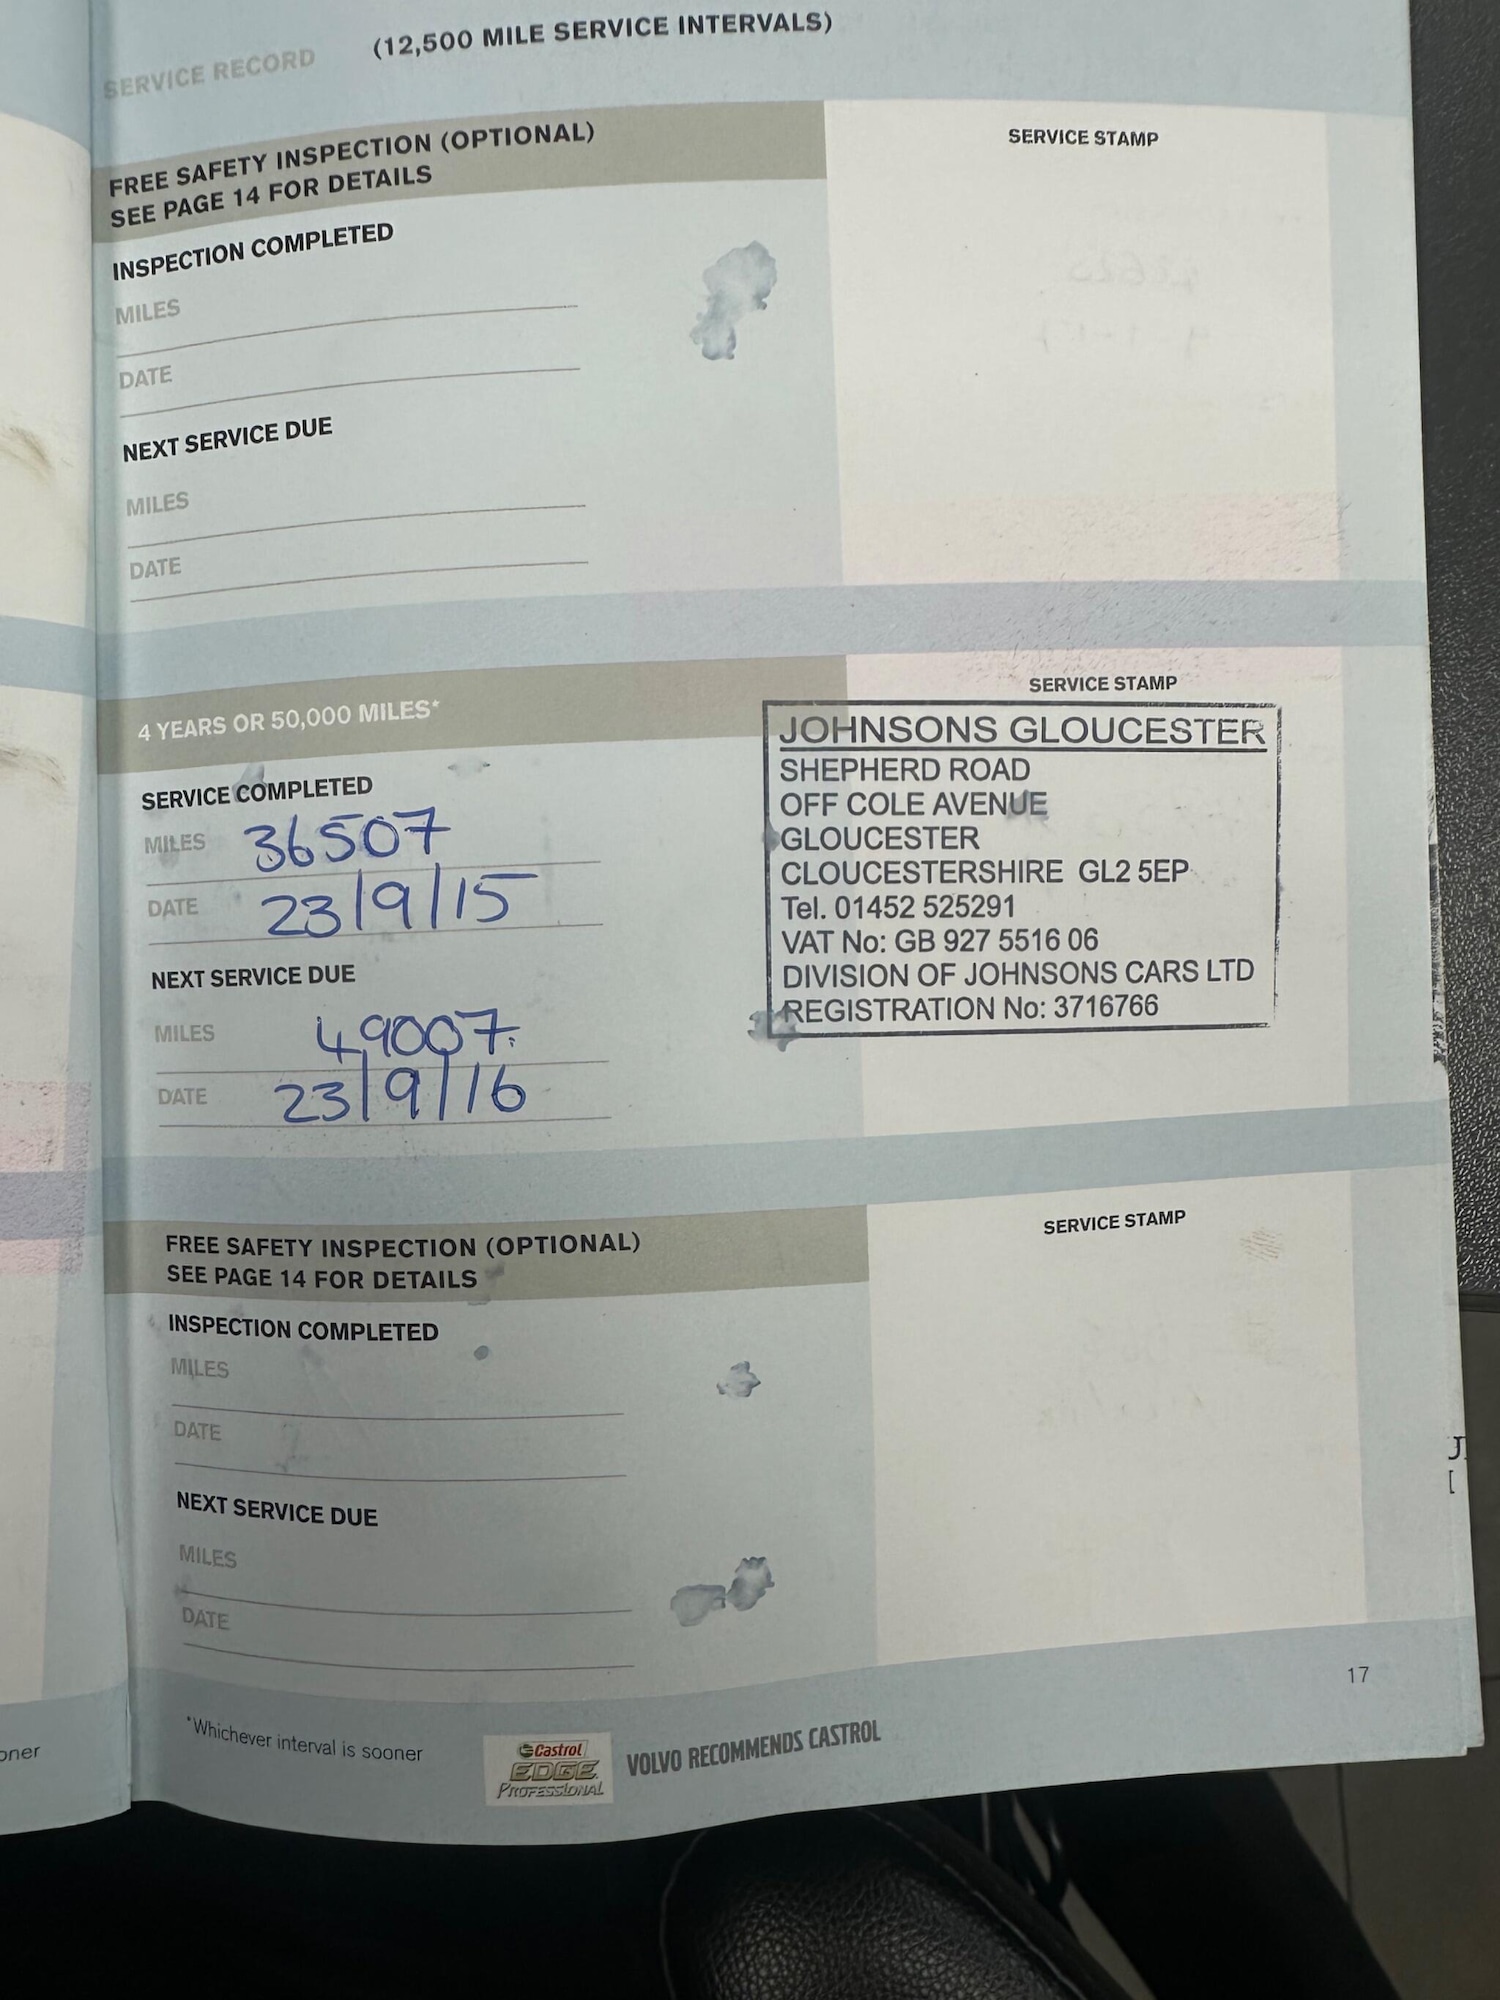 SERVICE RECORD (12,500 MILE SERVICE INTERVALS)
FREE SAFETY INSPECTION (OPTIONAL)
SEE PAGE 14 FOR DETAILS
SERVICE STAMP
INSPECTION COMPLETED
MILES
DATE
NEXT SERVICE DUE
MILES
DATE
4 YEARS OR 50,000 MILES*
SERVICE STAMP
SERVICE COMPLETED
MILES 36507
DATE 23/9/15
NEXT SERVICE DUE
MILES 49007.
DATE 23/9/16
JOHNSONS GLOUCESTER
SHEPHERD ROAD
OFF COLE AVENUE
GLOUCESTER
CLOUCESTERSHIRE GL2 5EP
Tel. 01452 525291
VAT No: GB 927 5516 06
DIVISION OF JOHNSONS CARS LTD
REGISTRATION No: 3716766
FREE SAFETY INSPECTION (OPTIONAL)
SEE PAGE 14 FOR DETAILS
SERVICE STAMP
INSPECTION COMPLETED
MILES
DATE
NEXT SERVICE DUE
MILES
DATE
17
*Whichever interval is sooner
Castrol
EDGE
PROFESSIONAL
VOLVO RECOMMENDS CASTROL